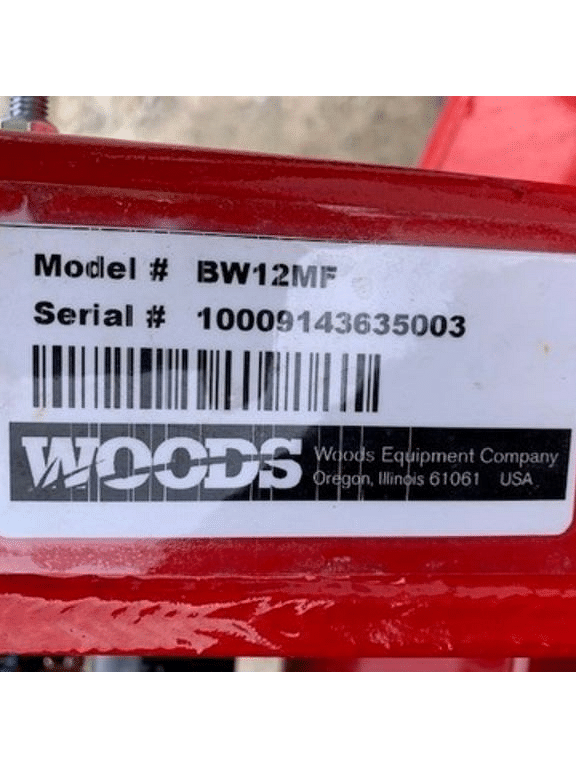 Model # BW12MF
Serial # 10009143635003
WOODS
Woods Equipment Company
Oregon, Illinois 61061 USA